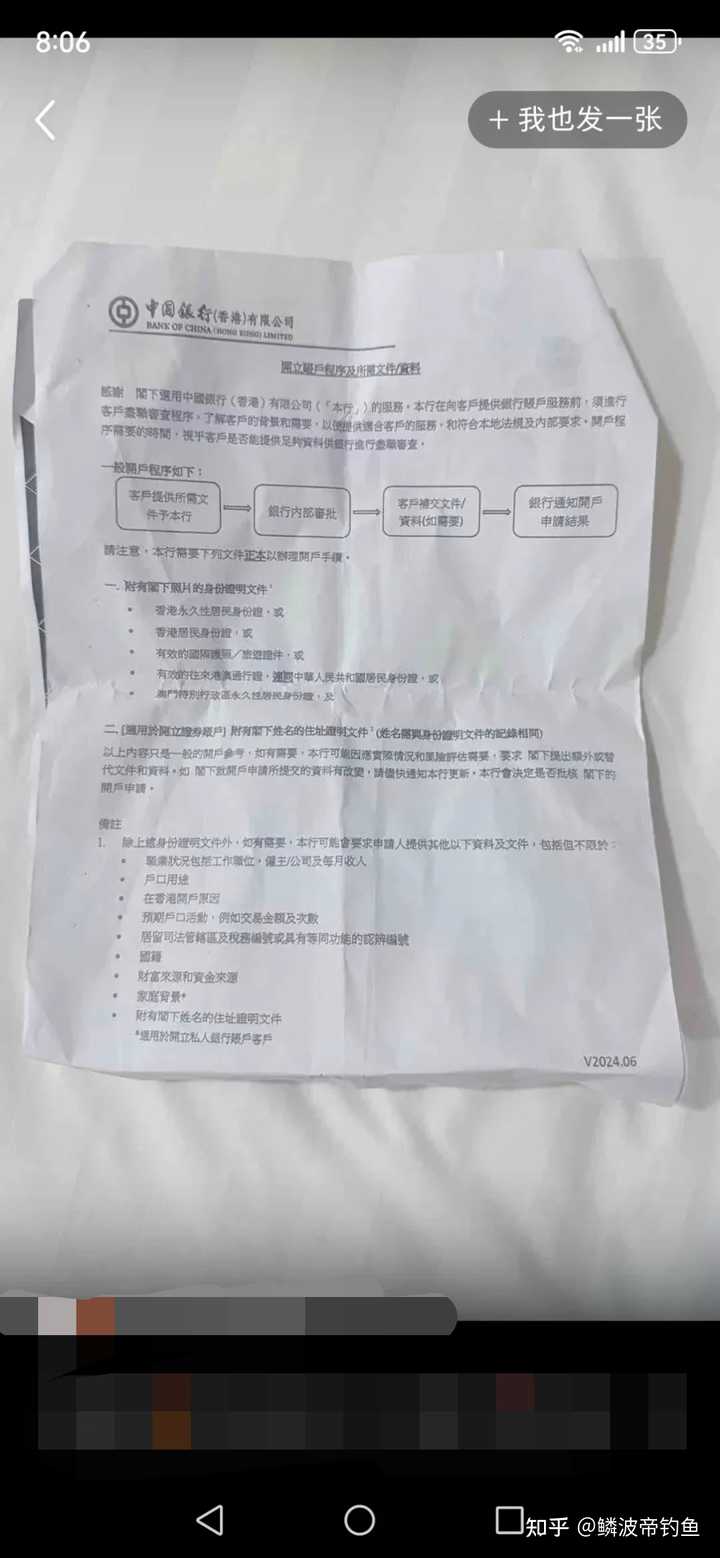 8:06
35
+ 我也发一张
中国銀行(香港)有限公司
BANK OF CHINA (HONG KONG) LIMITED
開立賬戶程序及所需文件/資料
感謝 閣下選用中國銀行(香港)有限公司(「本行」)的服務。本行在向客戶提供銀行賬戶服務前,須進行
客戶盡職審查程序,了解客戶的背景和需要,以便提供適合客戶的服務,和符合本地法規及內部要求。開戶程
序需要的時間,視乎客戶是否能提供足夠資料供銀行進行盡職審查。
一般開戶程序如下:
客戶提供所需文
件予本行
銀行內部審批
客戶補交文件/
資料(如需要)
銀行通知開戶
申請結果
請注意,本行需要下列文件正本以辦理開戶手續。
一. 附有閣下照片的身份證明文件¹
• 香港永久性居民身份證,或
• 香港居民身份證,或
• 有效的國際護照/旅遊證件,或
• 有效的往來港澳通行證,連同中華人民共和國居民身份證,或
• 澳門特別行政區永久性居民身份證,及
二. [適用於開立證券賬戶] 附有閣下姓名的住址證明文件¹ (姓名需與身份證明文件的記錄相同)
以上內容只是一般的開戶參考,如有需要,本行可能因應實際情況和風險評估需要,要求 閣下提出額外或替
代文件和資料。如 閣下就開戶申請所提交的資料有改變,請儘快通知本行更新。本行會決定是否批核 閣下的
開戶申請。
備註
1. 除上述身份證明文件外,如有需要,本行可能會要求申請人提供其他以下資料及文件,包括但不限於:
• 職業狀況包括工作職位,僱主/公司及每月收入
• 戶口用途
• 在香港開戶原因
• 預期戶口活動,例如交易金額及次數
• 居留司法管轄區及稅務編號或具有等同功能的認辨編號
• 國籍
• 財富來源和資金來源
• 家庭背景*
• 附有閣下姓名的住址證明文件
*適用於開立私人銀行賬戶客戶
V2024.06
知乎 @鳞波帝钓鱼